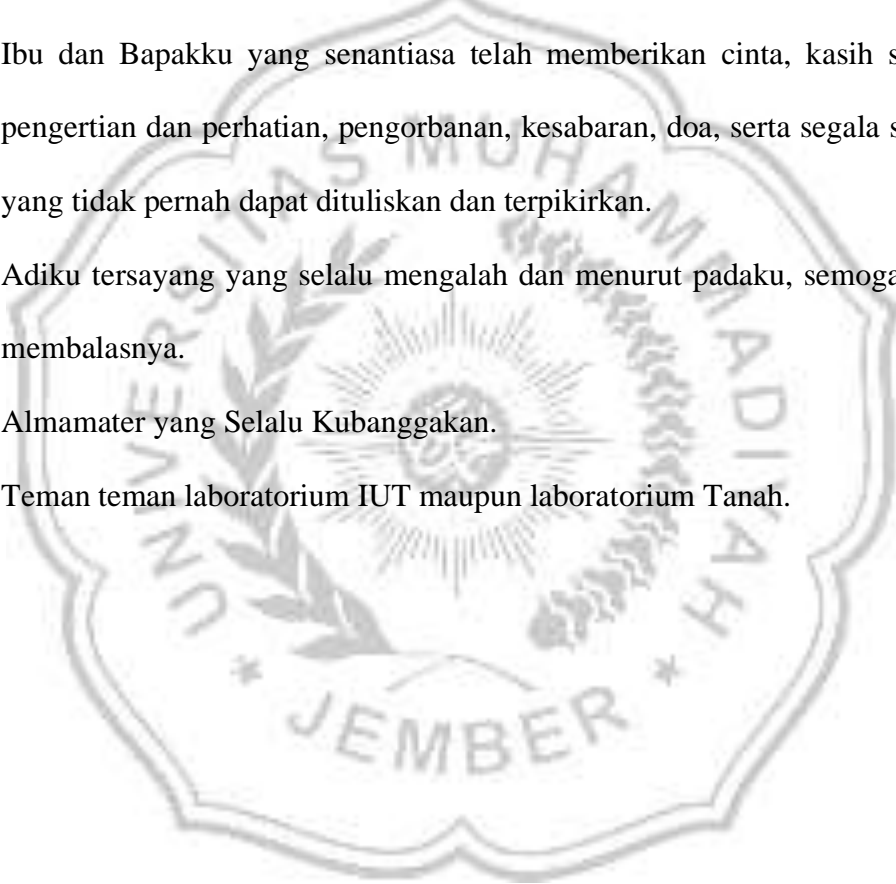 Ibu dan Bapakku yang senantiasa telah memberikan cinta, kasih s
pengertian dan perhatian, pengorbanan, kesabaran, doa, serta segala s
yang tidak pernah dapat dituliskan dan terpikirkan.
Adiku tersayang yang selalu mengalah dan menurut padaku, semoga
membalasnya.
Almamater yang Selalu Kubanggakan.
Teman teman laboratorium IUT maupun laboratorium Tanah.
UNIVERSITAS MUHAMMADIYAH
* JEMBER *